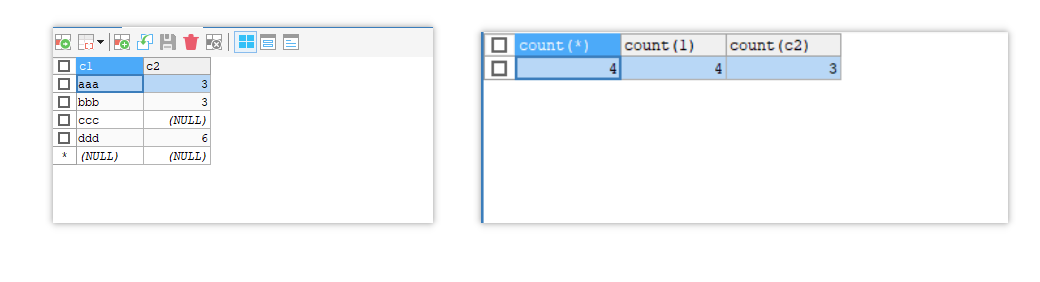 c1 c2
aaa 3
bbb 3
ccc (NULL)
ddd 6
* (NULL) (NULL)
count(*) count(1) count(c2)
4 4 3